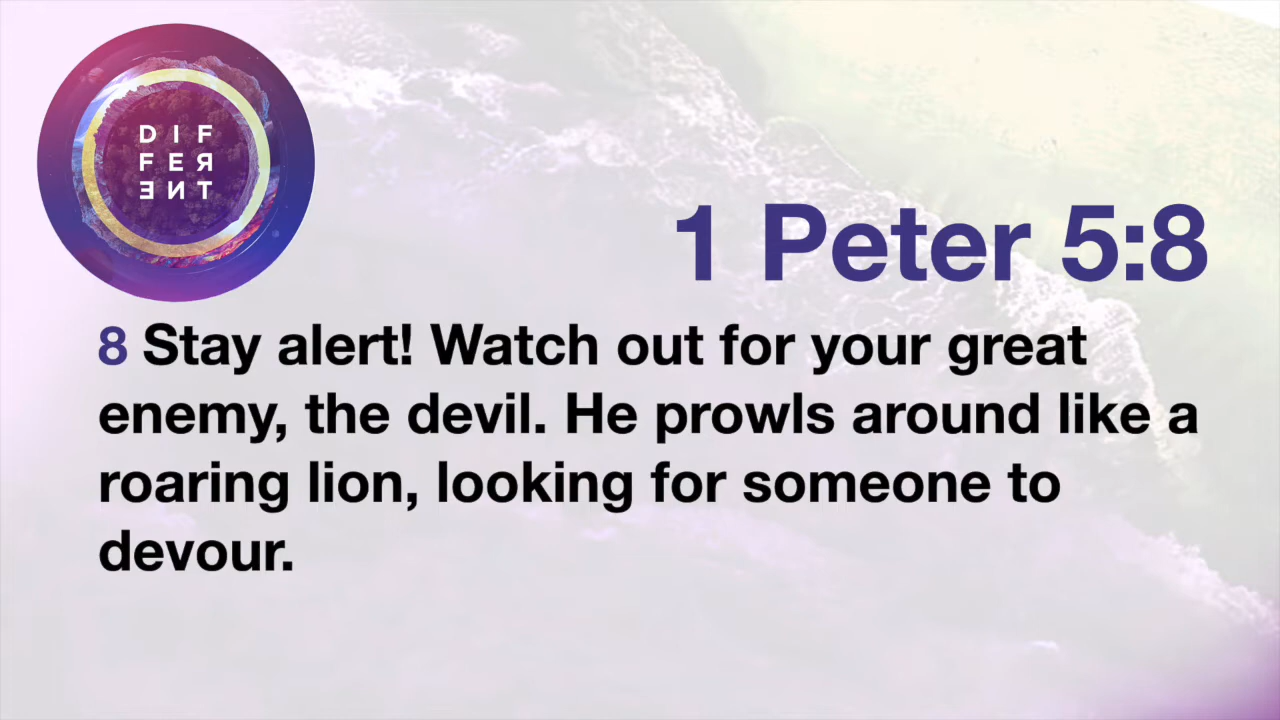 DIF
FER
ENT
1 Peter 5:8
8 Stay alert! Watch out for your great
enemy, the devil. He prowls around like a
roaring lion, looking for someone to
devour.